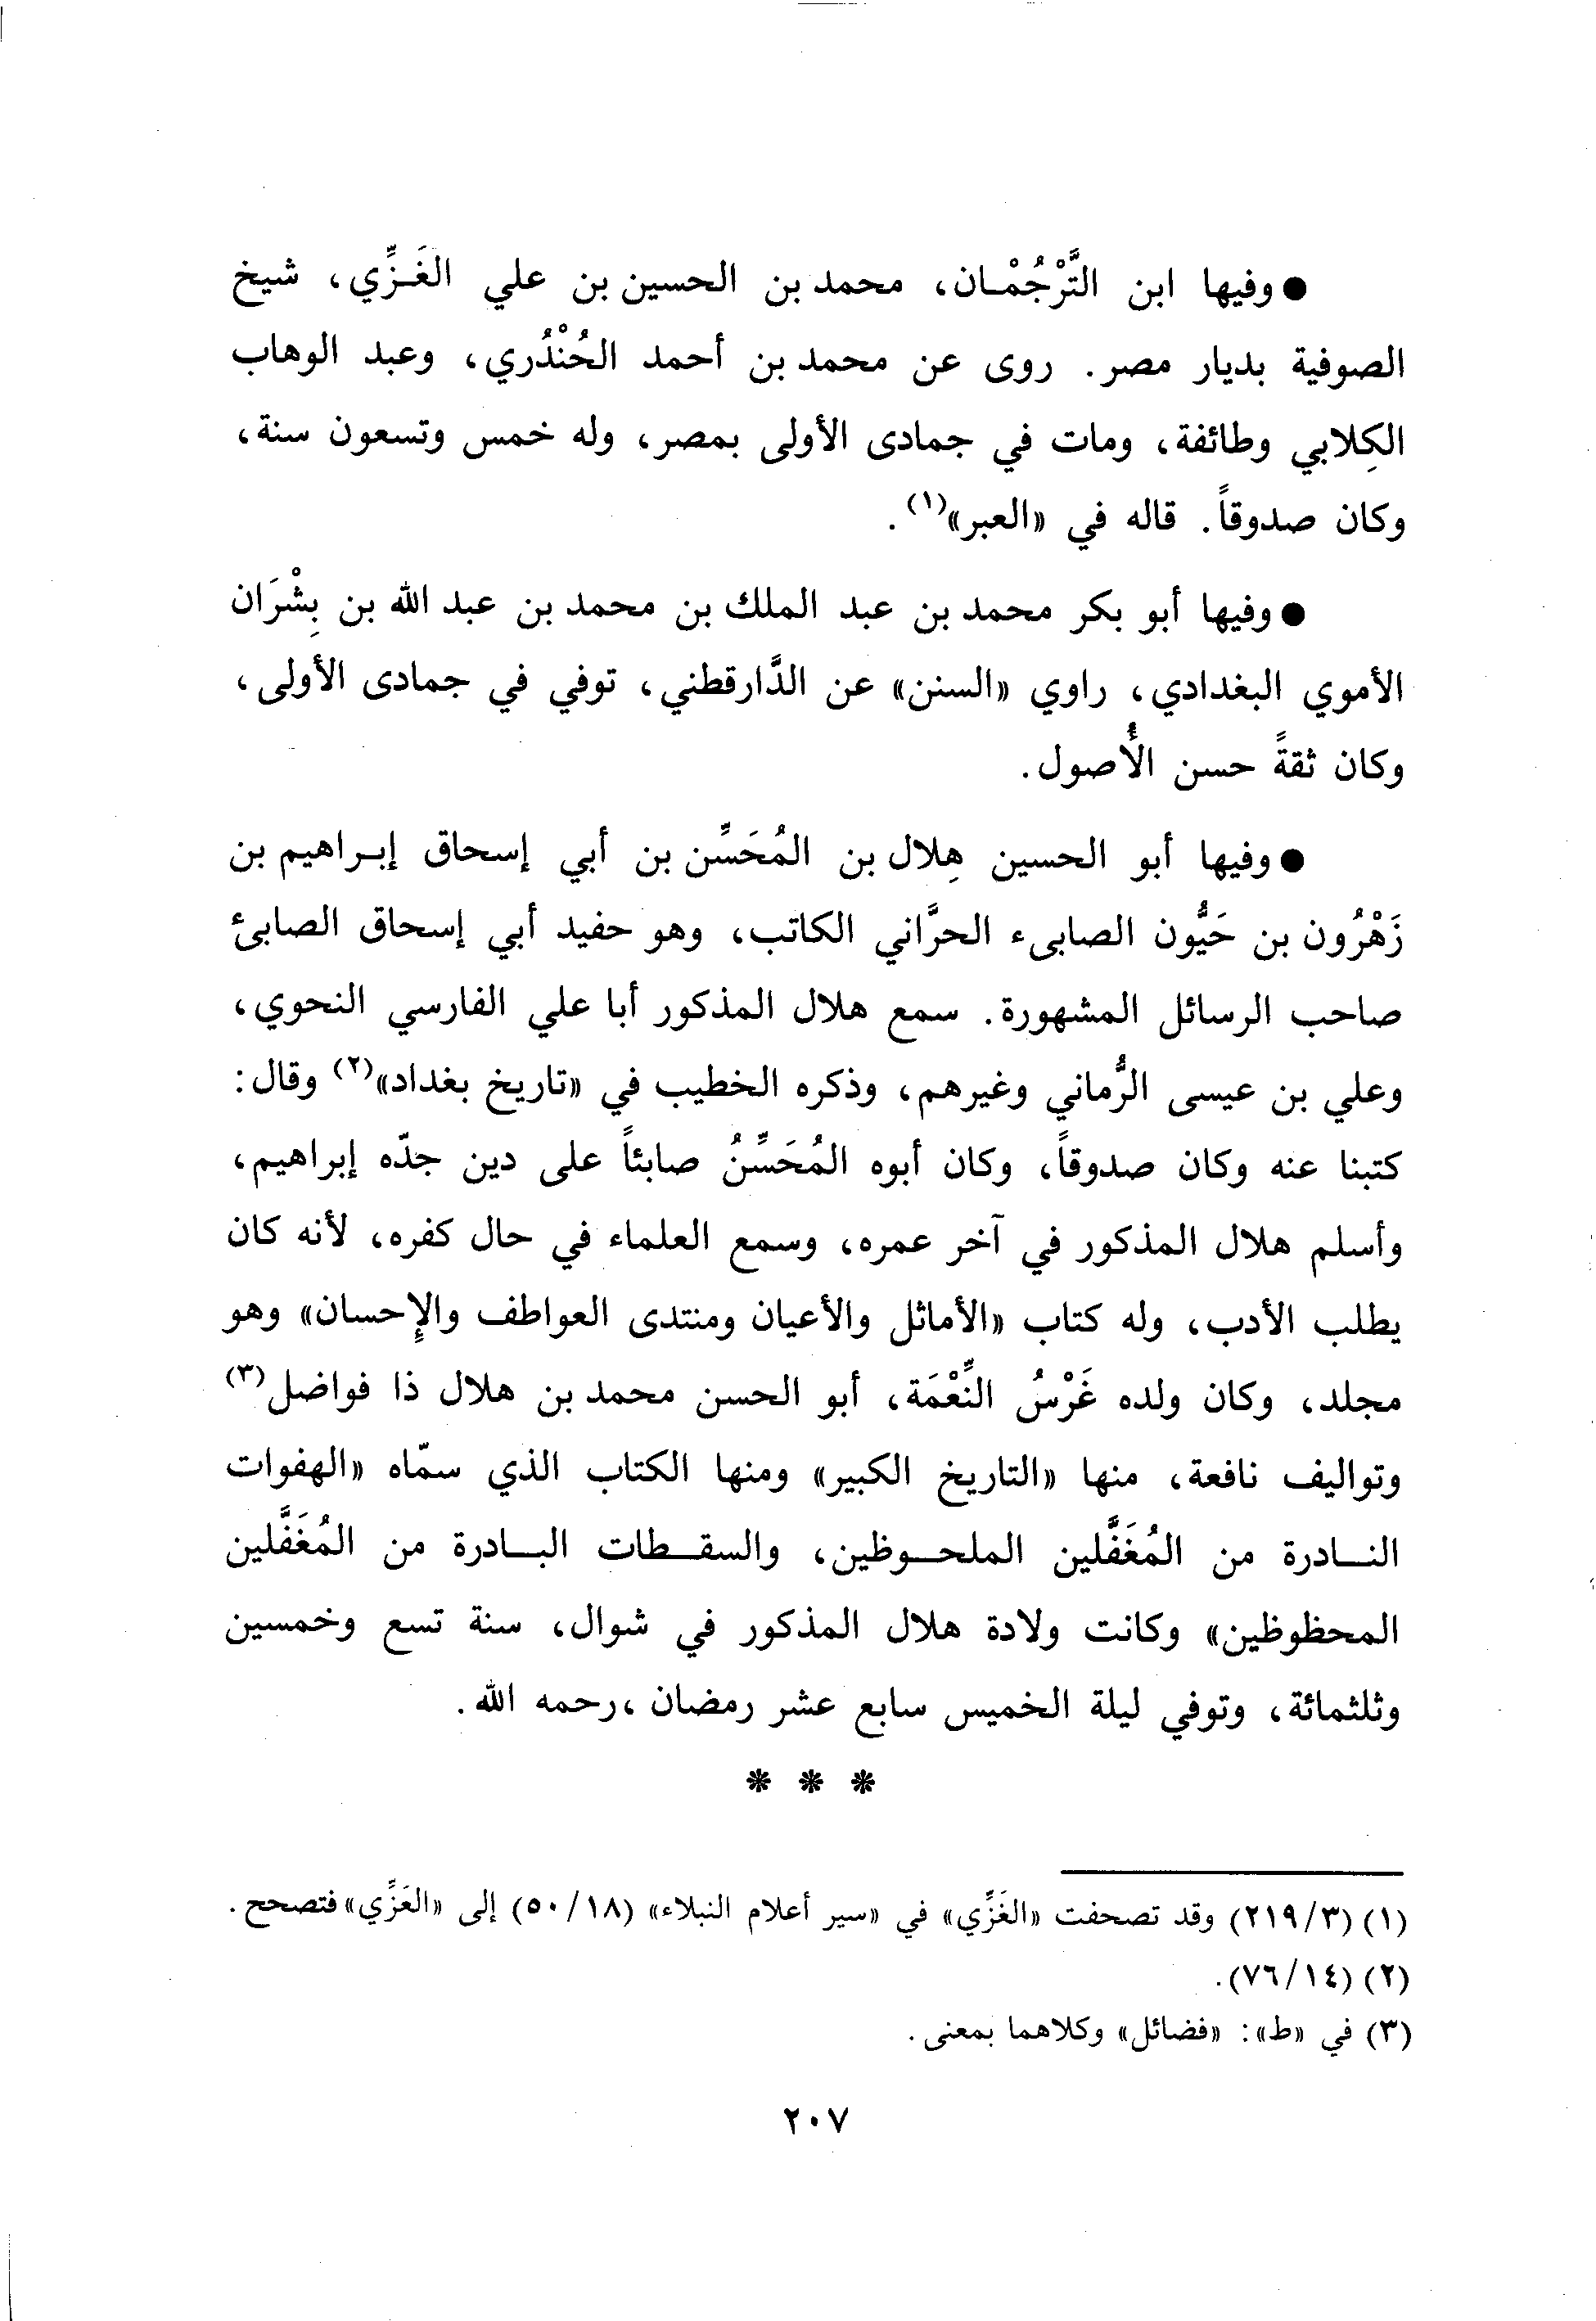 ● وفيها ابن التَّرْجُمْـان، محمد بن الحسين بن علي الغَـزِّي، شيخ
الصوفية بديار مصر. روى عن محمد بن أحمد الحُنْدُري، وعبد الوهاب
الكِلابي وطائفة، ومات في جمادى الأولى بمصر، وله خمس وتسعون سنة،
وكان صدوقاً. قاله في «العبر»(١).
● وفيها أبو بكر محمد بن عبد الملك بن محمد بن عبد الله بن بِشْرَان
الأموي البغدادي، راوي «السنن» عن الدَّارقطني، توفي في جمادى الأولى،
وكان ثقةً حسن الأُصول.
● وفيها أبو الحسين هِلال بن المُحَسِّن بن أبي إسحاق إبـراهيم بن
زَهْرُون بن حَيُّون الصابىء الحرَّاني الكاتب، وهو حفيد أبي إسحاق الصابئ
صاحب الرسائل المشهورة. سمع هلال المذكور أبا علي الفارسي النحوي،
وعلي بن عيسى الرُّماني وغيرهم، وذكره الخطيب في «تاريخ بغداد»(٢) وقال:
كتبنا عنه وكان صدوقاً، وكان أبوه المُحَسِّنُ صابئاً على دين جدّه إبراهيم،
وأسلم هلال المذكور في آخر عمره، وسمع العلماء في حال كفره، لأنه كان
يطلب الأدب، وله كتاب «الأماثل والأعيان ومنتدى العواطف والإحسان» وهو
مجلد، وكان ولده غَرْسُ النِّعْمَة، أبو الحسن محمد بن هلال ذا فواضل(٣)
وتواليف نافعة، منها «التاريخ الكبير» ومنها الكتاب الذي سمّاه «الهفوات
النـادرة من المُغَفَّلين الملحـوظين، والسقـطات البـادرة من المُغَفَّلين
المحظوظين» وكانت ولادة هلال المذكور في شوال، سنة تسع وخمسين
وثلثمائة، وتوفي ليلة الخميس سابع عشر رمضان ،رحمه الله.
* * *
(١) (٢١٩/٣) وقد تصحفت «الغَزِّي» في «سير أعلام النبلاء» (٥٠/١٨) إلى «العَزِّي» فتصحح.
(٢) (٧٦/١٤).
(٣) في «ط»: «فضائل» وكلاهما بمعنى.
٢٠٧